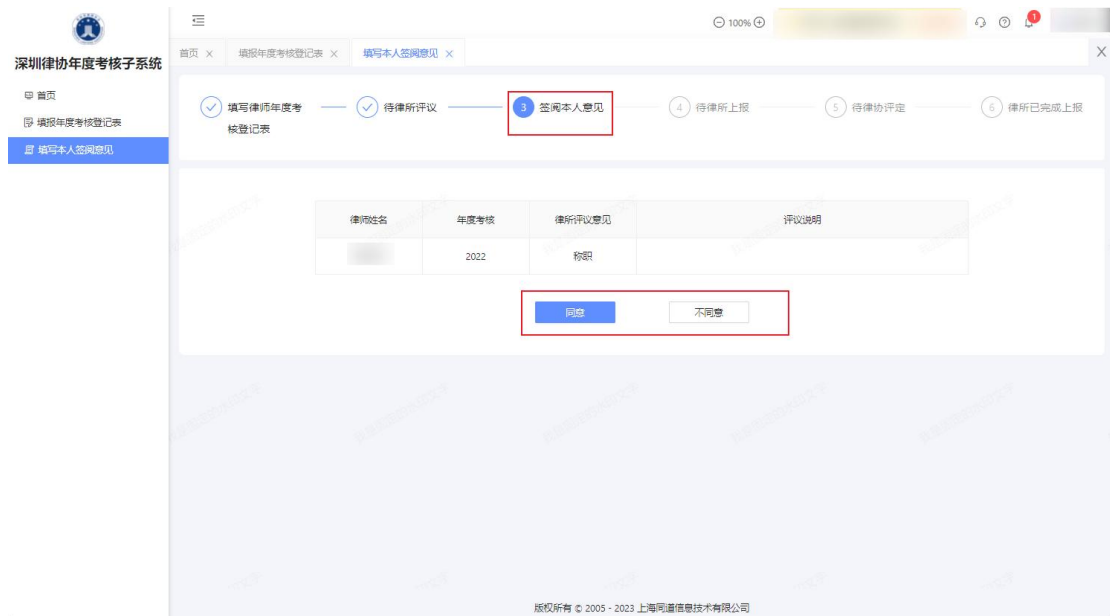 100%
1
深圳律协年度考核子系统
首页
填报年度考核登记表
填写本人签阅意见
首页
填报年度考核登记表
填写本人签阅意见
填写律师年度考
核登记表
待律所评议
3 签阅本人意见
4 待律所上报
5 待律协评定
6 律所已完成上报
律师姓名 年度考核 律所评议意见 评议说明
2022 称职
同意 不同意
版权所有 © 2005 - 2023 上海同道信息技术有限公司